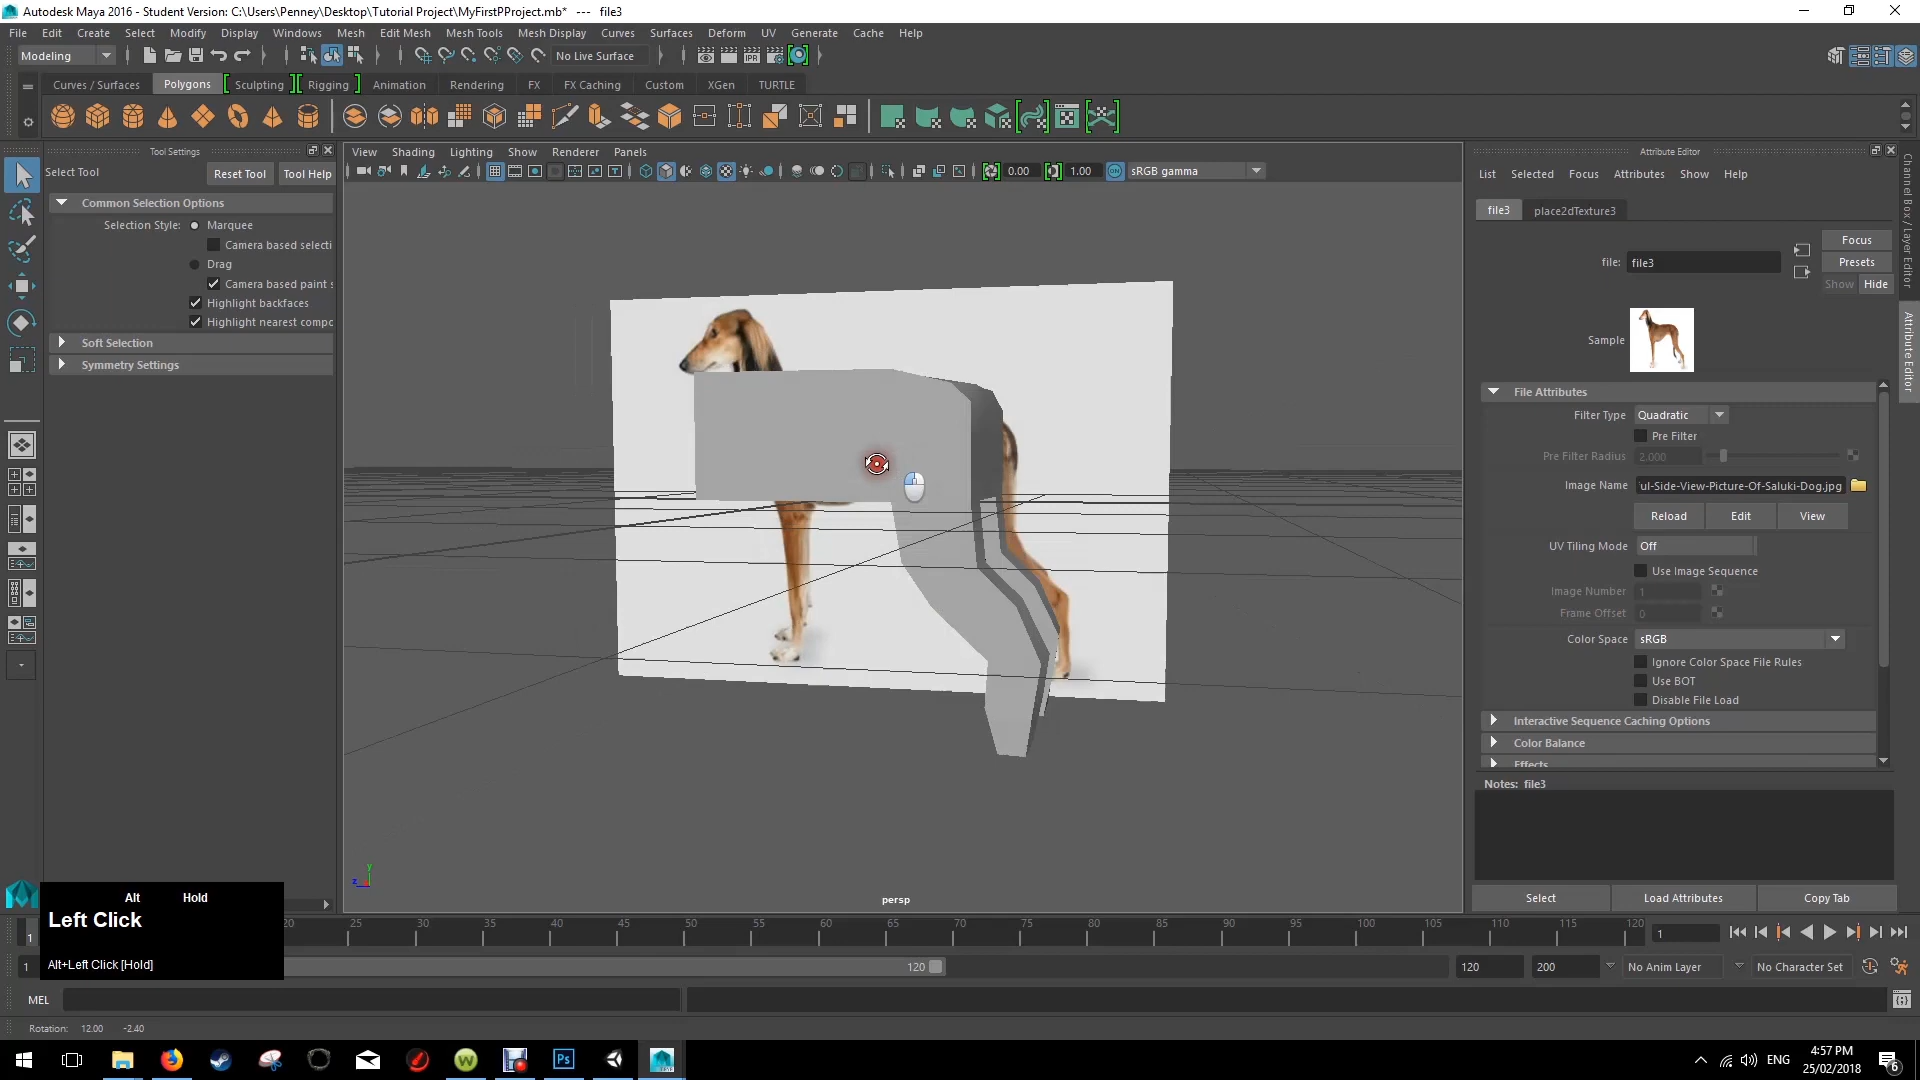 Autodesk Maya 2016 - Student Version: C:\Users\Penney\Desktop\Tutorial Project\MyFirstPProject.mb* --- file3
File Edit Create Select Modify Display Windows Mesh Edit Mesh Mesh Tools Mesh Display Curves Surfaces Deform UV Generate Cache Help
Modeling No Live Surface
Curves / Surfaces Polygons Sculpting Rigging Animation Rendering FX FX Caching Custom XGen TURTLE
Tool Settings
Select Tool Reset Tool Tool Help
Common Selection Options
Selection Style: Marquee
Camera based selecti
Drag
Camera based paint s
Highlight backfaces
Highlight nearest compo
Soft Selection
Symmetry Settings
View Shading Lighting Show Renderer Panels
0.00 1.00 sRGB gamma
persp
Attribute Editor
List Selected Focus Attributes Show Help
file3 place2dTexture3
Focus
file: file3
Presets
Show Hide
Sample
File Attributes
Filter Type Quadratic
Pre Filter
Pre Filter Radius 2.000
Image Name ul-Side-View-Picture-Of-Saluki-Dog.jpg
Reload Edit View
UV Tiling Mode Off
Use Image Sequence
Image Number 1
Frame Offset 0
Color Space sRGB
Ignore Color Space File Rules
Use BOT
Disable File Load
Interactive Sequence Caching Options
Color Balance
Effects
Notes: file3
Select Load Attributes Copy Tab
Channel Box / Layer Editor
Attribute Editor
Alt Hold
Left Click
Alt+Left Click [Hold]
1 20 25 30 35 40 45 50 55 60 65 70 75 80 85 90 95 100 105 110 115 120 1
1 120 120 200 No Anim Layer No Character Set
MEL
Rotation: 12.00 -2.40
ENG
4:57 PM
25/02/2018
6